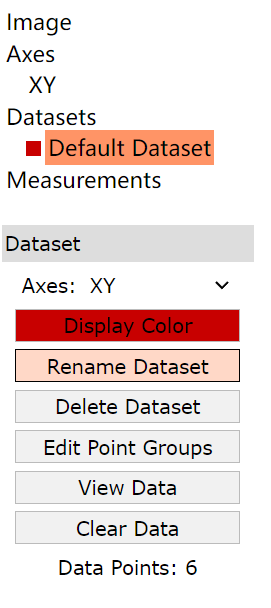 Image
Axes
XY
Datasets
Default Dataset
Measurements
Dataset
Axes: XY
Display Color
Rename Dataset
Delete Dataset
Edit Point Groups
View Data
Clear Data
Data Points: 6